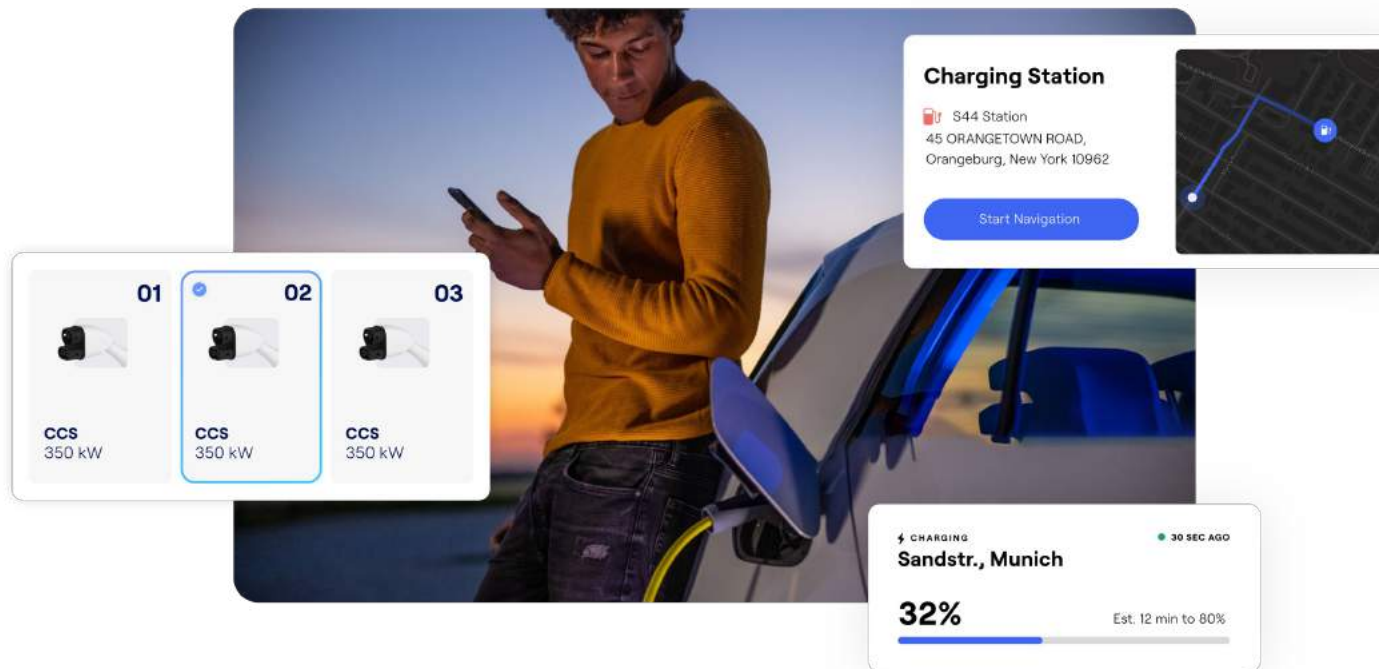 Charging Station
S44 Station
45 ORANGETOWN ROAD,
Orangeburg, New York 10962
Start Navigation
01
02
03
CCS
350 kW
CCS
350 kW
CCS
350 kW
CHARGING
30 SEC AGO
Sandstr., Munich
32%
Est. 12 min to 80%